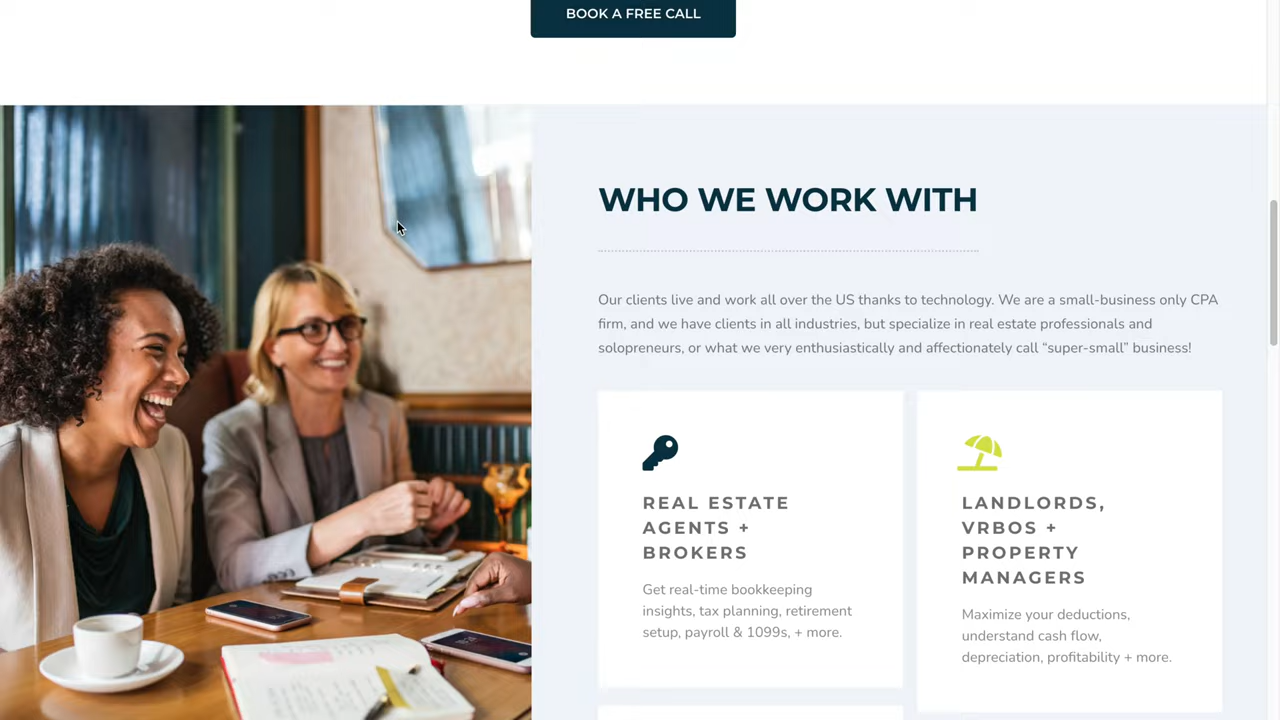 BOOK A FREE CALL
WHO WE WORK WITH
Our clients live and work all over the US thanks to technology. We are a small-business only CPA
firm, and we have clients in all industries, but specialize in real estate professionals and
solopreneurs, or what we very enthusiastically and affectionately call “super-small” business!
REAL ESTATE
AGENTS +
BROKERS
Get real-time bookkeeping
insights, tax planning, retirement
setup, payroll & 1099s, + more.
LANDLORDS,
VRBOS +
PROPERTY
MANAGERS
Maximize your deductions,
understand cash flow,
depreciation, profitability + more.